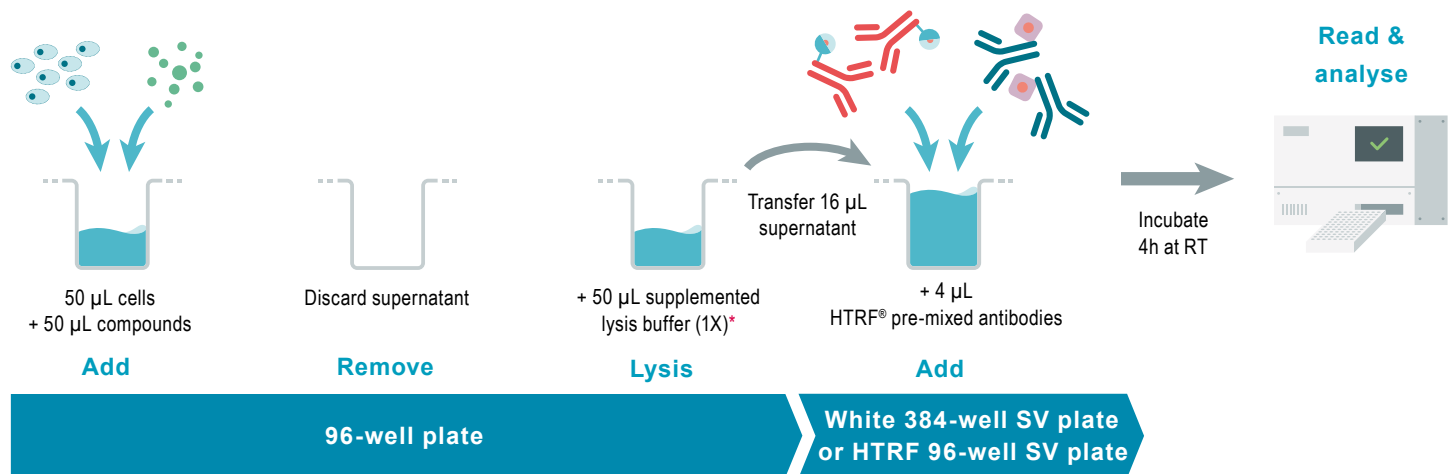 50 µL cells
+ 50 µL compounds
Add
Discard supernatant
Remove
+ 50 µL supplemented
lysis buffer (1X)*
Lysis
Transfer 16 µL
supernatant
+ 4 µL
HTRF® pre-mixed antibodies
Add
Incubate
4h at RT
Read &
analyse
96-well plate
White 384-well SV plate
or HTRF 96-well SV plate